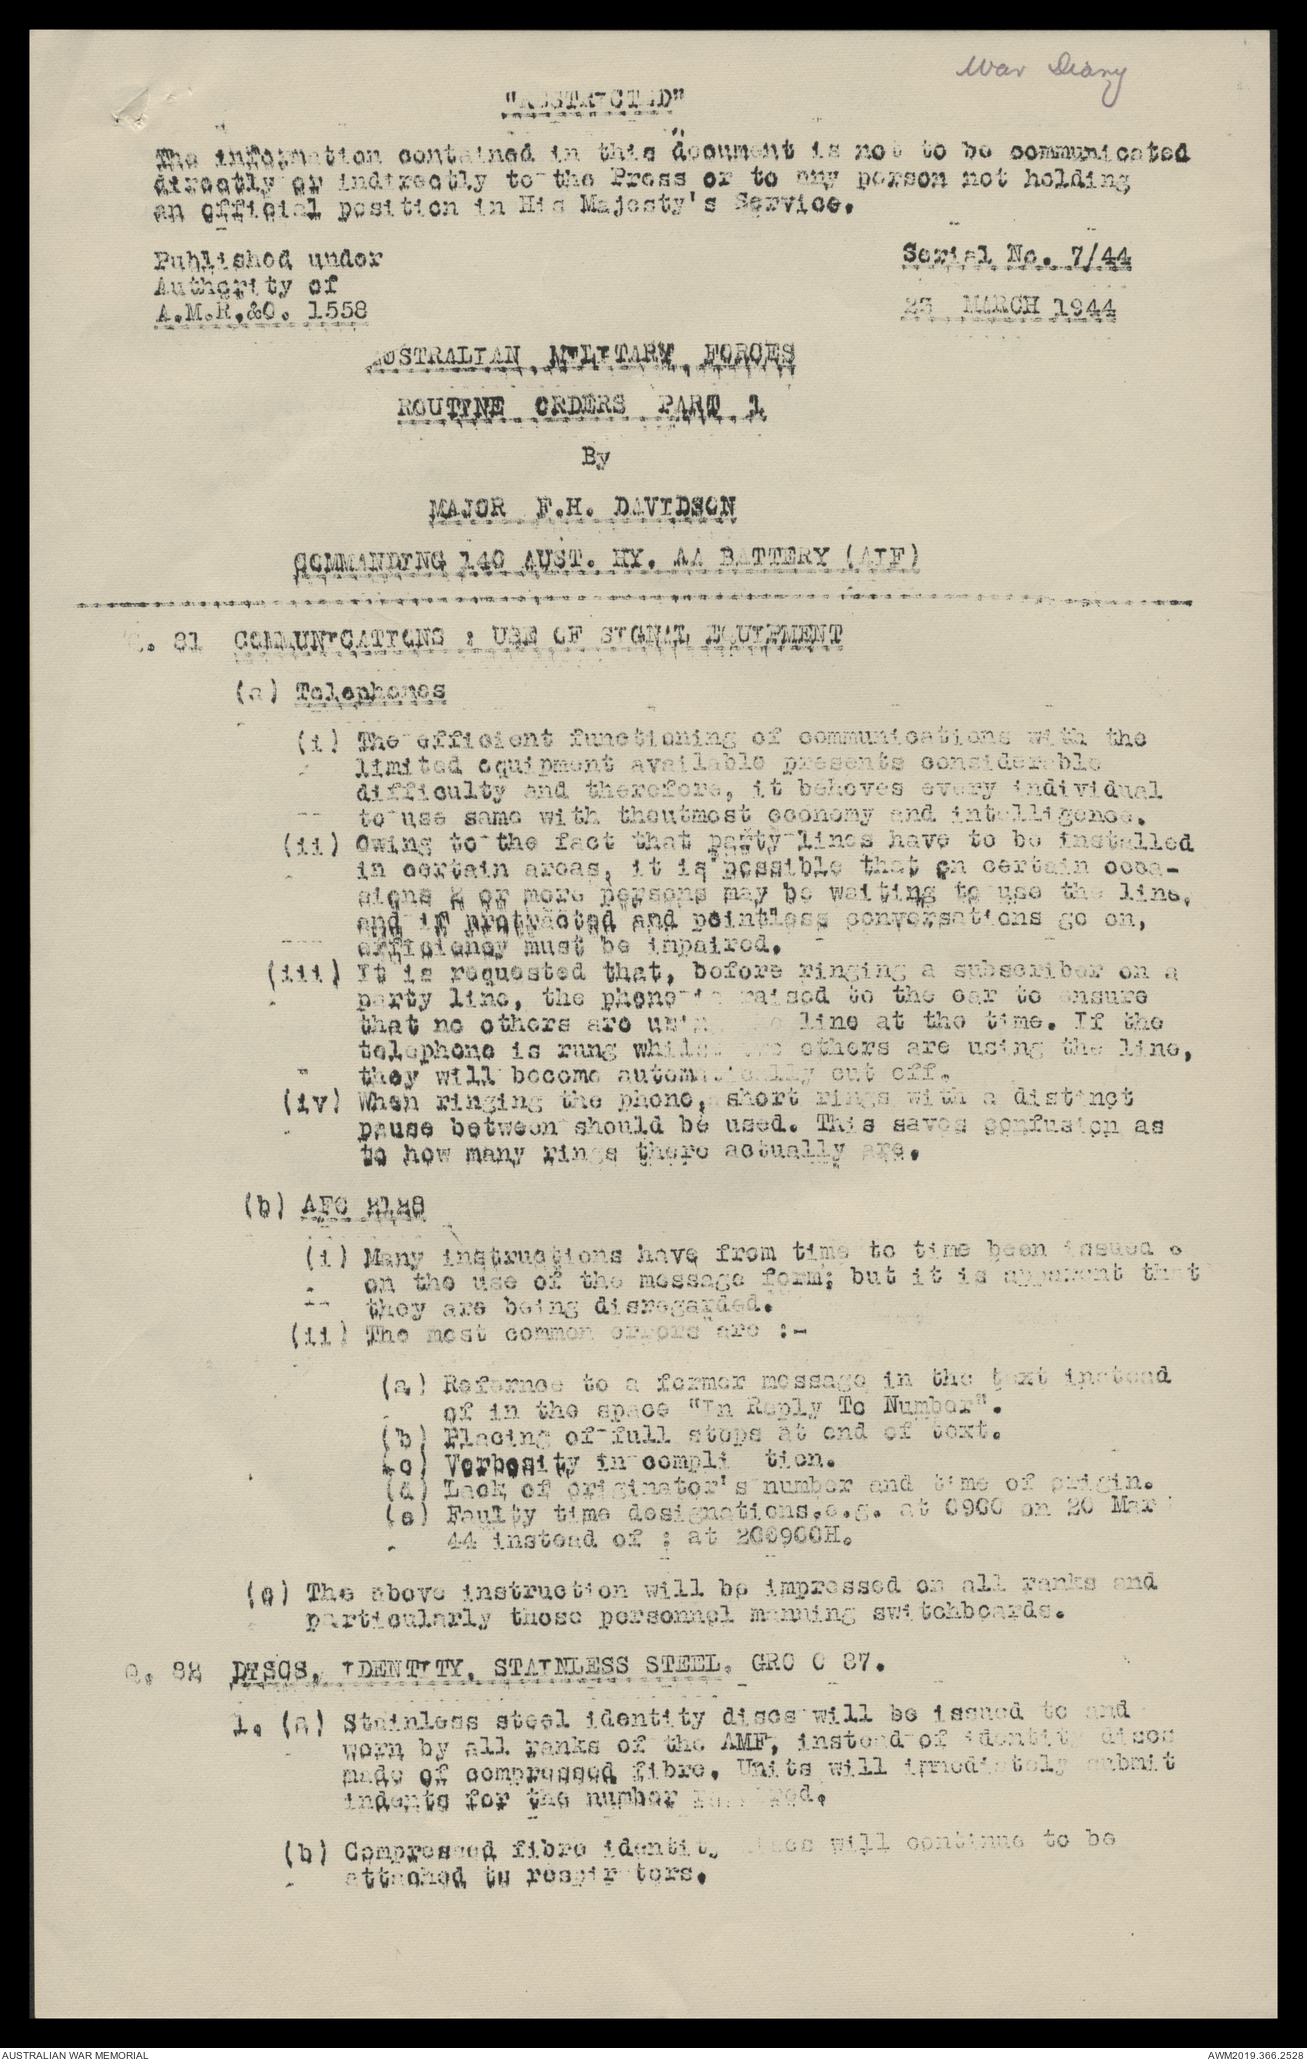 War Diary
"RESTRICTED"
The information contained in this document is not to be communicated
directly or indirectly to the Press or to any person not holding
an official position in His Majesty's Service.
Published under
Authority of
A.M.R.&O. 1558
Serial No. 7/44
23 MARCH 1944
AUSTRALIAN MILITARY FORCES
ROUTINE ORDERS PART 1
By
MAJOR F.H. DAVIDSON
COMMANDING 140 AUST. HY. AA BATTERY (AIF)
Q. 81 COMMUNICATIONS : USE OF SIGNAL EQUIPMENT
(a) Telephones
(i) The efficient functioning of communications with the
limited equipment available presents considerable
difficulty and therefore, it behoves every individual
to use same with theutmost economy and intelligence.
(ii) Owing to the fact that party lines have to be installed
in certain areas, it is possible that on certain occa-
sions 2 or more persons may be waiting to use the line,
and if protracted and pointless conversations go on,
efficiency must be impaired.
(iii) It is requested that, before ringing a subscriber on a
party line, the phone is raised to the ear to ensure
that no others are using the line at the time. If the
telephone is rung whilst two others are using the line,
they will become automatically cut off.
(iv) When ringing the phone, short rings with a distinct
pause between should be used. This saves confusion as
to how many rings there actually are.
(b) AFC 2128
(i) Many instructions have from time to time been issued
on the use of the message form; but it is apparent that
they are being disregarded.
(ii) The most common errors are :-
(a) Refernce to a former message in the text instead
of in the space "In Reply To Number".
(b) Placing of full stops at end of text.
(c) Verbosity in compli tion.
(d) Lack of originator's number and time of origin.
(e) Faulty time designations.e.g. at 0900 on 20 Mar
44 instead of : at 200900H.
(c) The above instruction will be impressed on all ranks and
particularly those personnel manning switchboards.
Q. 82 DISCS, IDENTITY, STAINLESS STEEL. GRO C 87.
1. (a) Stainless steel identity discs will be issued to and
worn by all ranks of the AMF, instead of identity discs
made of compressed fibre. Units will immediately submit
indents for the number required.
(b) Compressed fibre identity discs will continue to be
attached to respirators.
AUSTRALIAN WAR MEMORIAL
AWM2019.366.2528